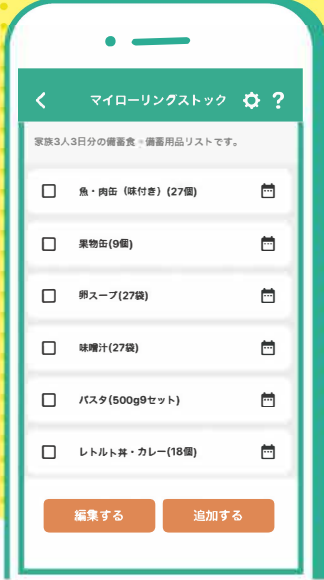 マイローリングストック ?
家族3人3日分の備蓄食・備蓄用品リストです。
魚・肉缶(味付き)(27個)
果物缶(9個)
卵スープ(27袋)
味噌汁(27袋)
パスタ(500g9セット)
レトルト丼・カレー(18個)
編集する 追加する